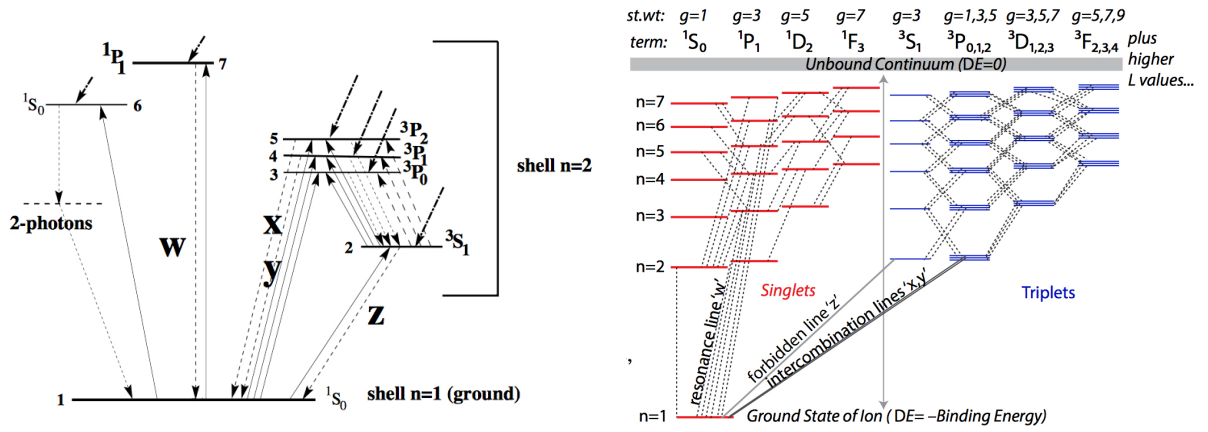 ¹P₁
7
¹S₀
6
5
³P₂
4
³P₁
3
³P₀
shell n=2
2-photons
w
x
y
2
³S₁
z
1
¹S₀
shell n=1 (ground)
st.wt: g=1 g=3 g=5 g=7 g=3 g=1,3,5 g=3,5,7 g=5,7,9
term: ¹S₀ ¹P₁ ¹D₂ ¹F₃ ³S₁ ³P₀,₁,₂ ³D₁,₂,₃ ³F₂,₃,₄
plus
higher
L values...
Unbound Continuum (DE=0)
n=7
n=6
n=5
n=4
n=3
n=2
Singlets
Triplets
resonance line 'w'
forbidden line 'z'
intercombination lines 'x,y'
,
n=1
Ground State of Ion ( DE= –Binding Energy)